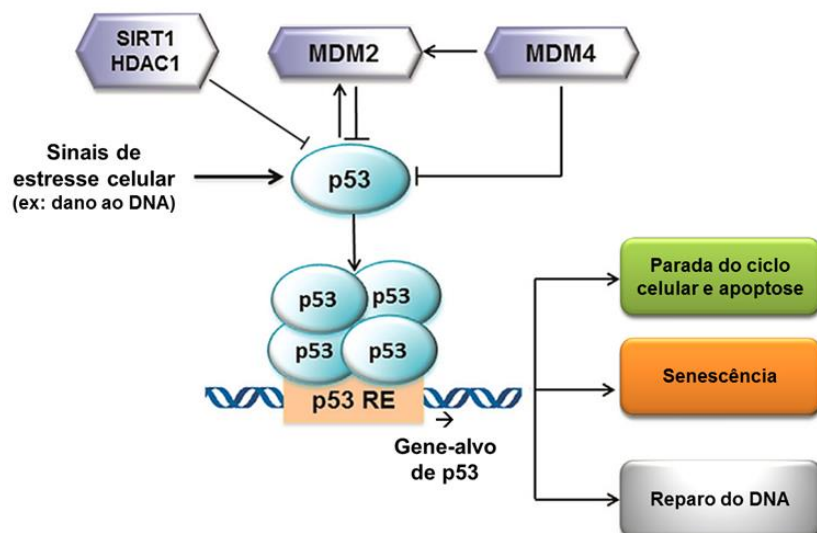 SIRT1
HDAC1
MDM2
MDM4
Sinais de
estresse celular
(ex: dano ao DNA)
p53
p53
p53
p53
p53
p53 RE
Gene-alvo
de p53
Parada do ciclo
celular e apoptose
Senescência
Reparo do DNA